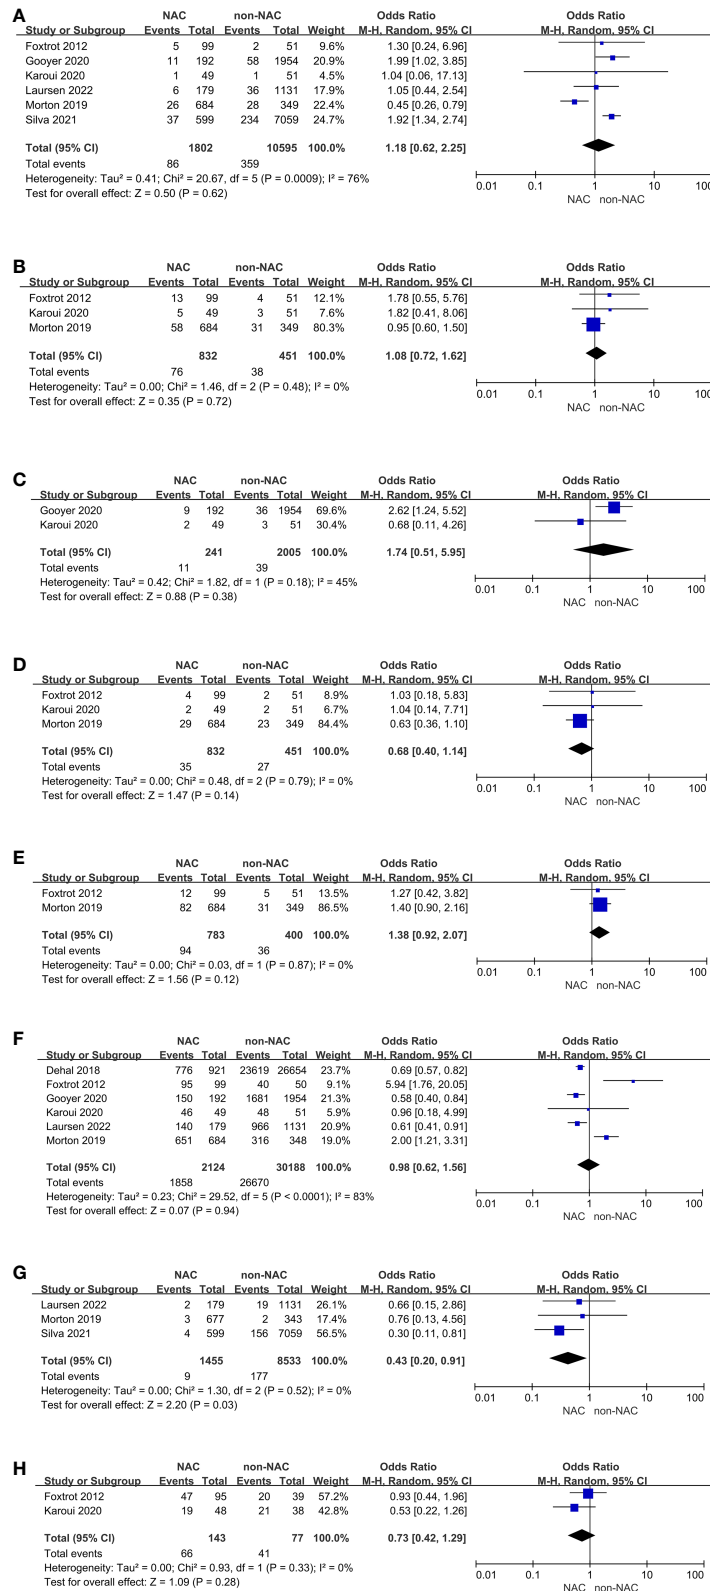 A
NAC non-NAC Odds Ratio Odds Ratio
Study or Subgroup Events Total Events Total Weight M-H, Random, 95% CI M-H, Random, 95% CI
Foxtrot 2012 5 99 2 51 9.6% 1.30 [0.24, 6.96]
Gooyer 2020 11 192 58 1954 20.9% 1.99 [1.02, 3.85]
Karoui 2020 1 49 1 51 4.5% 1.04 [0.06, 17.13]
Laursen 2022 6 179 36 1131 17.9% 1.05 [0.44, 2.54]
Morton 2019 26 684 28 349 22.4% 0.45 [0.26, 0.79]
Silva 2021 37 599 234 7059 24.7% 1.92 [1.34, 2.74]
Total (95% CI) 1802 10595 100.0% 1.18 [0.62, 2.25]
Total events 86 359
Heterogeneity: Tau² = 0.41; Chi² = 20.67, df = 5 (P = 0.0009); I² = 76%
Test for overall effect: Z = 0.50 (P = 0.62)
0.01 0.1 1 10 100
NAC non-NAC
B
NAC non-NAC Odds Ratio Odds Ratio
Study or Subgroup Events Total Events Total Weight M-H, Random, 95% CI M-H, Random, 95% CI
Foxtrot 2012 13 99 4 51 12.1% 1.78 [0.55, 5.76]
Karoui 2020 5 49 3 51 7.6% 1.82 [0.41, 8.06]
Morton 2019 58 684 31 349 80.3% 0.95 [0.60, 1.50]
Total (95% CI) 832 451 100.0% 1.08 [0.72, 1.62]
Total events 76 38
Heterogeneity: Tau² = 0.00; Chi² = 1.46, df = 2 (P = 0.48); I² = 0%
Test for overall effect: Z = 0.35 (P = 0.72)
0.01 0.1 1 10 100
NAC non-NAC
C
NAC non-NAC Odds Ratio Odds Ratio
Study or Subgroup Events Total Events Total Weight M-H, Random, 95% CI M-H, Random, 95% CI
Gooyer 2020 9 192 36 1954 69.6% 2.62 [1.24, 5.52]
Karoui 2020 2 49 3 51 30.4% 0.68 [0.11, 4.26]
Total (95% CI) 241 2005 100.0% 1.74 [0.51, 5.95]
Total events 11 39
Heterogeneity: Tau² = 0.42; Chi² = 1.82, df = 1 (P = 0.18); I² = 45%
Test for overall effect: Z = 0.88 (P = 0.38)
0.01 0.1 1 10 100
NAC non-NAC
D
NAC non-NAC Odds Ratio Odds Ratio
Study or Subgroup Events Total Events Total Weight M-H, Random, 95% CI M-H, Random, 95% CI
Foxtrot 2012 4 99 2 51 8.9% 1.03 [0.18, 5.83]
Karoui 2020 2 49 2 51 6.7% 1.04 [0.14, 7.71]
Morton 2019 29 684 23 349 84.4% 0.63 [0.36, 1.10]
Total (95% CI) 832 451 100.0% 0.68 [0.40, 1.14]
Total events 35 27
Heterogeneity: Tau² = 0.00; Chi² = 0.48, df = 2 (P = 0.79); I² = 0%
Test for overall effect: Z = 1.47 (P = 0.14)
0.01 0.1 1 10 100
NAC non-NAC
E
NAC non-NAC Odds Ratio Odds Ratio
Study or Subgroup Events Total Events Total Weight M-H, Random, 95% CI M-H, Random, 95% CI
Foxtrot 2012 12 99 5 51 13.5% 1.27 [0.42, 3.82]
Morton 2019 82 684 31 349 86.5% 1.40 [0.90, 2.16]
Total (95% CI) 783 400 100.0% 1.38 [0.92, 2.07]
Total events 94 36
Heterogeneity: Tau² = 0.00; Chi² = 0.03, df = 1 (P = 0.87); I² = 0%
Test for overall effect: Z = 1.56 (P = 0.12)
0.01 0.1 1 10 100
NAC non-NAC
F
NAC non-NAC Odds Ratio Odds Ratio
Study or Subgroup Events Total Events Total Weight M-H, Random, 95% CI M-H, Random, 95% CI
Dehal 2018 776 921 23619 26654 23.7% 0.69 [0.57, 0.82]
Foxtrot 2012 95 99 40 50 9.1% 5.94 [1.76, 20.05]
Gooyer 2020 150 192 1681 1954 21.3% 0.58 [0.40, 0.84]
Karoui 2020 46 49 48 51 5.9% 0.96 [0.18, 4.99]
Laursen 2022 140 179 966 1131 20.9% 0.61 [0.41, 0.91]
Morton 2019 651 684 316 348 19.0% 2.00 [1.21, 3.31]
Total (95% CI) 2124 30188 100.0% 0.98 [0.62, 1.56]
Total events 1858 26670
Heterogeneity: Tau² = 0.23; Chi² = 29.52, df = 5 (P < 0.0001); I² = 83%
Test for overall effect: Z = 0.07 (P = 0.94)
0.01 0.1 1 10 100
NAC non-NAC
G
NAC non-NAC Odds Ratio Odds Ratio
Study or Subgroup Events Total Events Total Weight M-H, Random, 95% CI M-H, Random, 95% CI
Laursen 2022 2 179 19 1131 26.1% 0.66 [0.15, 2.86]
Morton 2019 3 677 2 343 17.4% 0.76 [0.13, 4.56]
Silva 2021 4 599 156 7059 56.5% 0.30 [0.11, 0.81]
Total (95% CI) 1455 8533 100.0% 0.43 [0.20, 0.91]
Total events 9 177
Heterogeneity: Tau² = 0.00; Chi² = 1.30, df = 2 (P = 0.52); I² = 0%
Test for overall effect: Z = 2.20 (P = 0.03)
0.01 0.1 1 10 100
NAC non-NAC
H
NAC non-NAC Odds Ratio Odds Ratio
Study or Subgroup Events Total Events Total Weight M-H, Random, 95% CI M-H, Random, 95% CI
Foxtrot 2012 47 95 20 39 57.2% 0.93 [0.44, 1.96]
Karoui 2020 19 48 21 38 42.8% 0.53 [0.22, 1.26]
Total (95% CI) 143 77 100.0% 0.73 [0.42, 1.29]
Total events 66 41
Heterogeneity: Tau² = 0.00; Chi² = 0.93, df = 1 (P = 0.33); I² = 0%
Test for overall effect: Z = 1.09 (P = 0.28)
0.01 0.1 1 10 100
NAC non-NAC